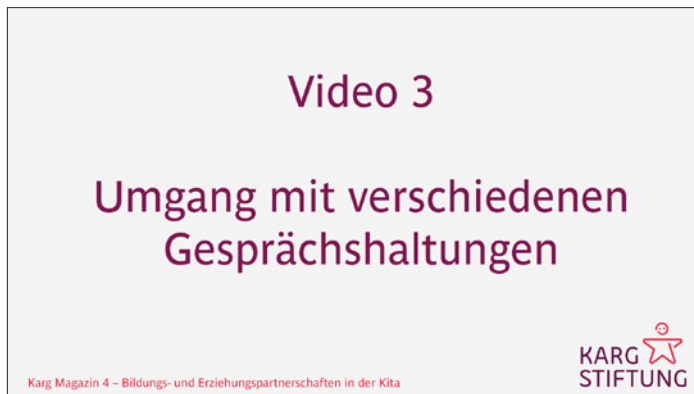 Video 3
Umgang mit verschiedenen
Gesprächshaltungen
Karg Magazin 4 – Bildungs- und Erziehungspartnerschaften in der Kita
KARG
STIFTUNG